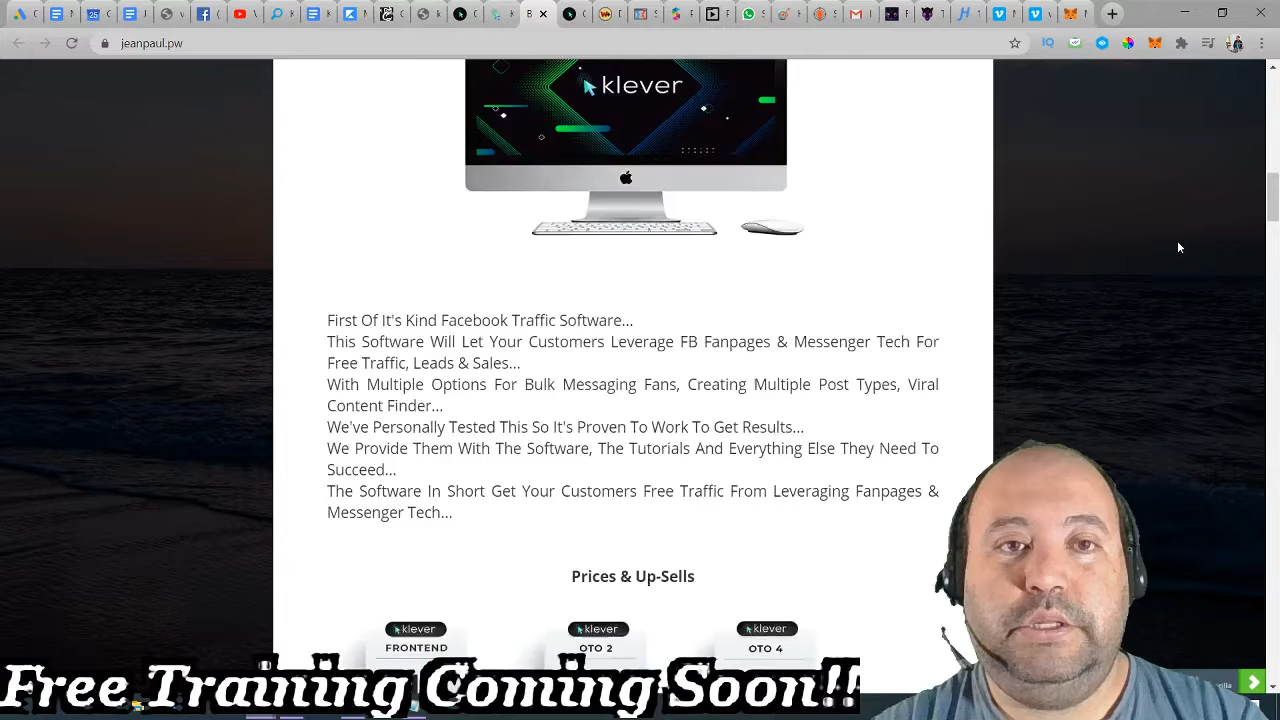 jeanpaul.pw
klever
First Of It's Kind Facebook Traffic Software...
This Software Will Let Your Customers Leverage FB Fanpages & Messenger Tech For
Free Traffic, Leads & Sales...
With Multiple Options For Bulk Messaging Fans, Creating Multiple Post Types, Viral
Content Finder...
We've Personally Tested This So It's Proven To Work To Get Results...
We Provide Them With The Software, The Tutorials And Everything Else They Need To
Succeed...
The Software In Short Get Your Customers Free Traffic From Leveraging Fanpages &
Messenger Tech...
Prices & Up-Sells
klever klever klever
FRONTEND OTO 2 OTO 4
Free Training Coming Soon!!